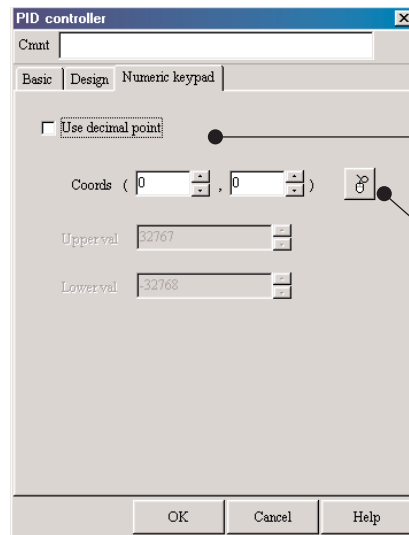 PID controller
Cmnt
Basic Design Numeric keypad
Use decimal point
Coords ( 0 , 0 )
Upper val 32767
Lower val -32768
OK Cancel Help